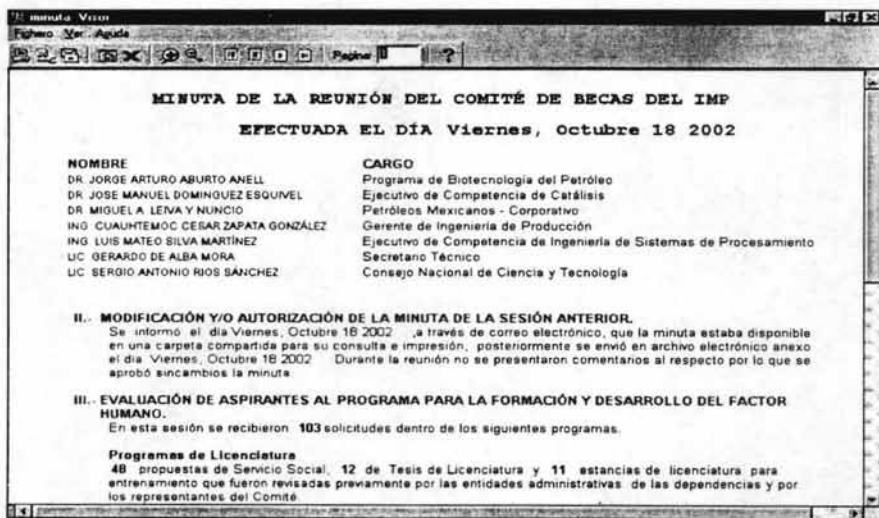 minuta Visor
Fichero Ver Ayuda
Pagina 1
MINUTA DE LA REUNIÓN DEL COMITÉ DE BECAS DEL IMP
EFECTUADA EL DÍA Viernes, Octubre 18 2002
NOMBRE CARGO
DR. JORGE ARTURO ABURTO ANELL Programa de Biotecnología del Petróleo
DR. JOSE MANUEL DOMINGUEZ ESQUIVEL Ejecutivo de Competencia de Catálisis
DR. MIGUEL A. LEIVA Y NUNCIO Petróleos Mexicanos - Corporativo
ING CUAUHTEMOC CESAR ZAPATA GONZÁLEZ Gerente de Ingeniería de Producción
ING LUIS MATEO SILVA MARTÍNEZ Ejecutivo de Competencia de Ingeniería de Sistemas de Procesamiento
LIC GERARDO DE ALBA MORA Secretario Técnico
LIC SERGIO ANTONIO RIOS SÁNCHEZ Consejo Nacional de Ciencia y Tecnología
II.- MODIFICACIÓN Y/O AUTORIZACIÓN DE LA MINUTA DE LA SESIÓN ANTERIOR.
Se informó el día Viernes, Octubre 18 2002 ,a través de correo electrónico, que la minuta estaba disponible
en una carpeta compartida para su consulta e impresión, posteriormente se envió en archivo electrónico anexo
el día Viernes, Octubre 18 2002 Durante la reunión no se presentaron comentarios al respecto por lo que se
aprobó sincambios la minuta
III.- EVALUACIÓN DE ASPIRANTES AL PROGRAMA PARA LA FORMACIÓN Y DESARROLLO DEL FACTOR
HUMANO.
En esta sesión se recibieron 103 solicitudes dentro de los siguientes programas.
Programas de Licenciatura
48 propuestas de Servicio Social, 12 de Tesis de Licenciatura y 11 estancias de licenciatura para
entrenamiento que fueron revisadas previamente por las entidades administrativas de las dependencias y por
los representantes del Comité